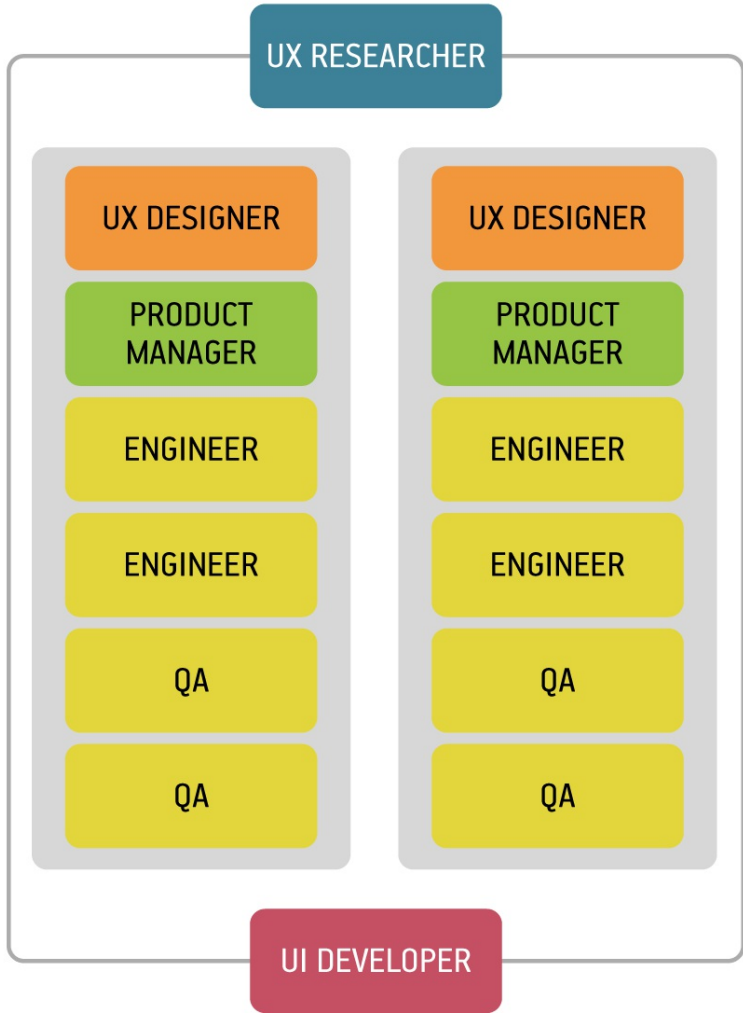 UX RESEARCHER
UX DESIGNER
PRODUCT
MANAGER
ENGINEER
ENGINEER
QA
QA
UX DESIGNER
PRODUCT
MANAGER
ENGINEER
ENGINEER
QA
QA
UI DEVELOPER